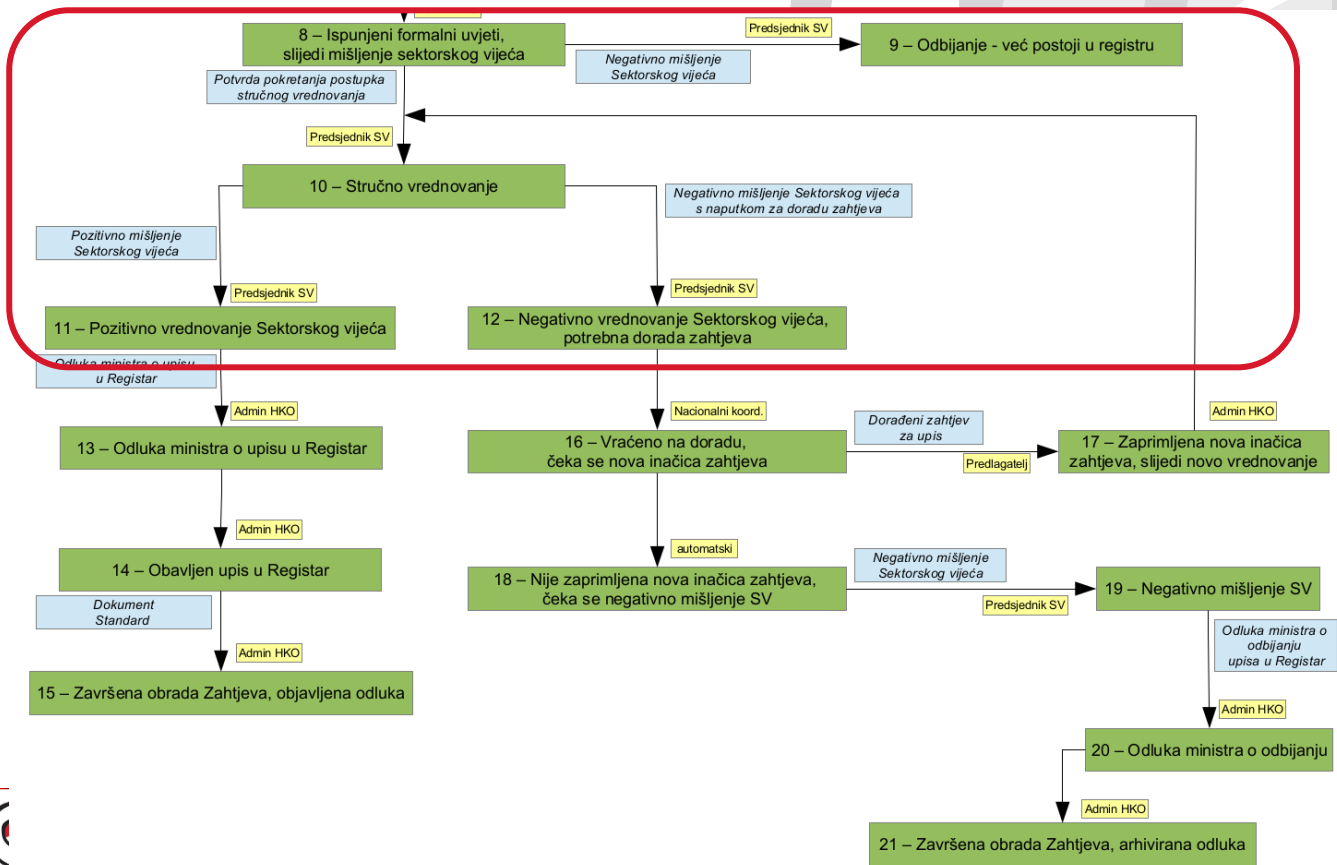 8 – Ispunjeni formalni uvjeti,
slijedi mišljenje sektorskog vijeća
Predsjednik SV
Negativno mišljenje
Sektorskog vijeća
9 – Odbijanje - već postoji u registru
Potvrda pokretanja postupka
stručnog vrednovanja
Predsjednik SV
10 – Stručno vrednovanje
Negativno mišljenje Sektorskog vijeća
s naputkom za doradu zahtjeva
Pozitivno mišljenje
Sektorskog vijeća
Predsjednik SV
Predsjednik SV
11 – Pozitivno vrednovanje Sektorskog vijeća
12 – Negativno vrednovanje Sektorskog vijeća,
potrebna dorada zahtjeva
Odluka ministra o upisu
u Registar
Admin HKO
Nacionalni koord.
Dorađeni zahtjev
za upis
Admin HKO
13 – Odluka ministra o upisu u Registar
16 – Vraćeno na doradu,
čeka se nova inačica zahtjeva
Predlagatelj
17 – Zaprimljena nova inačica
zahtjeva, slijedi novo vrednovanje
Admin HKO
automatski
14 – Obavljen upis u Registar
18 – Nije zaprimljena nova inačica zahtjeva,
čeka se negativno mišljenje SV
Negativno mišljenje
Sektorskog vijeća
Predsjednik SV
19 – Negativno mišljenje SV
Dokument
Standard
Odluka ministra o
odbijanju
upisa u Registar
Admin HKO
15 – Završena obrada Zahtjeva, objavljena odluka
Admin HKO
20 – Odluka ministra o odbijanju
Admin HKO
21 – Završena obrada Zahtjeva, arhivirana odluka